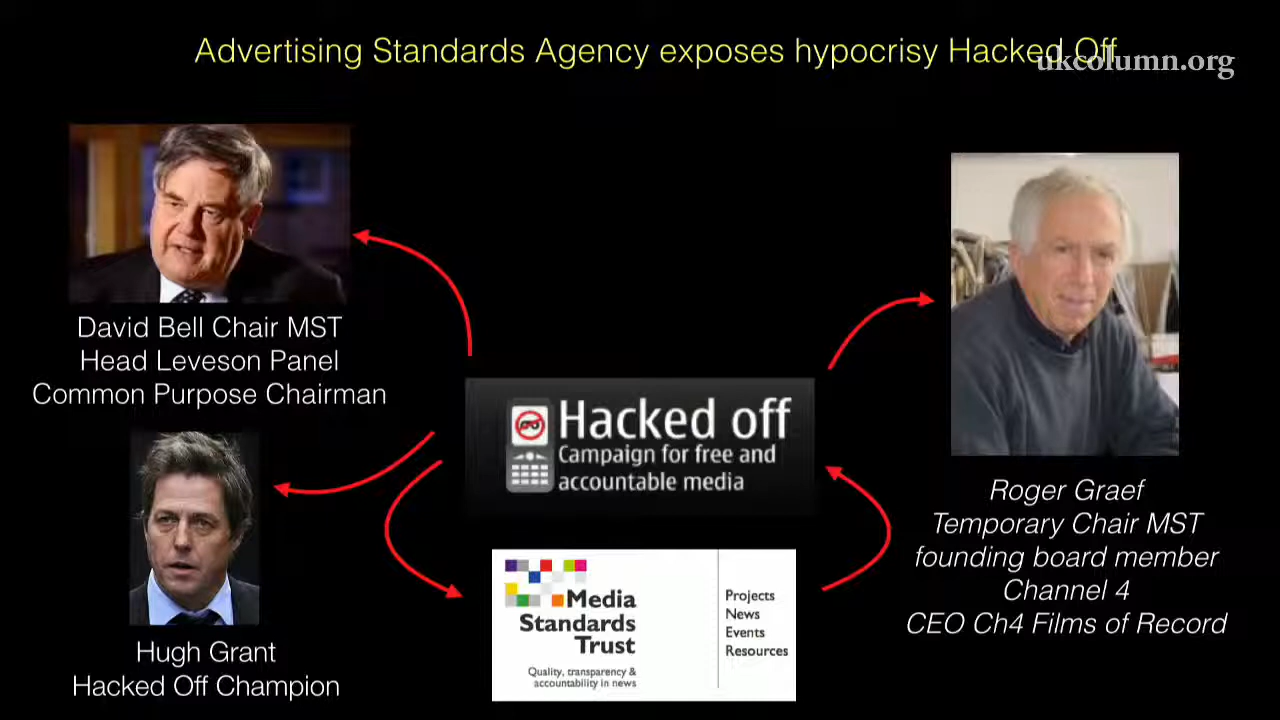 Advertising Standards Agency exposes hypocrisy Hacked Off
ukcolumn.org
David Bell Chair MST
Head Leveson Panel
Common Purpose Chairman
Hugh Grant
Hacked Off Champion
Hacked off
Campaign for free and
accountable media
Media
Standards
Trust
Quality, transparency &
accountability in news
Projects
News
Events
Resources
Roger Graef
Temporary Chair MST
founding board member
Channel 4
CEO Ch4 Films of Record